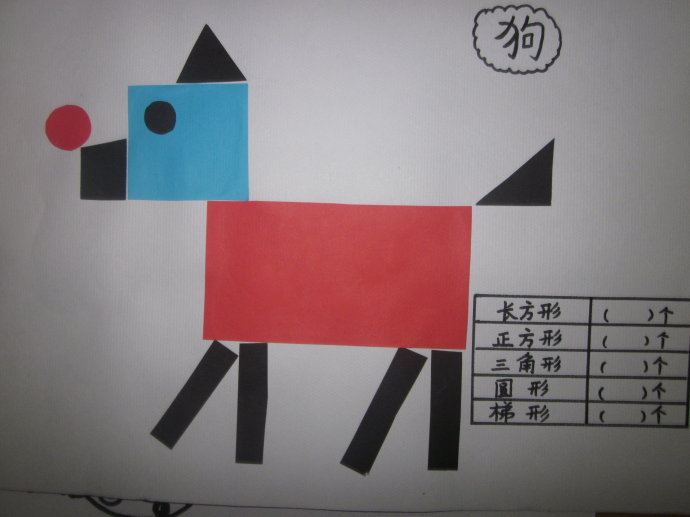 狗
长方形 ( )个
正方形 ( )个
三角形 ( )个
圆形 ( )个
梯形 ( )个